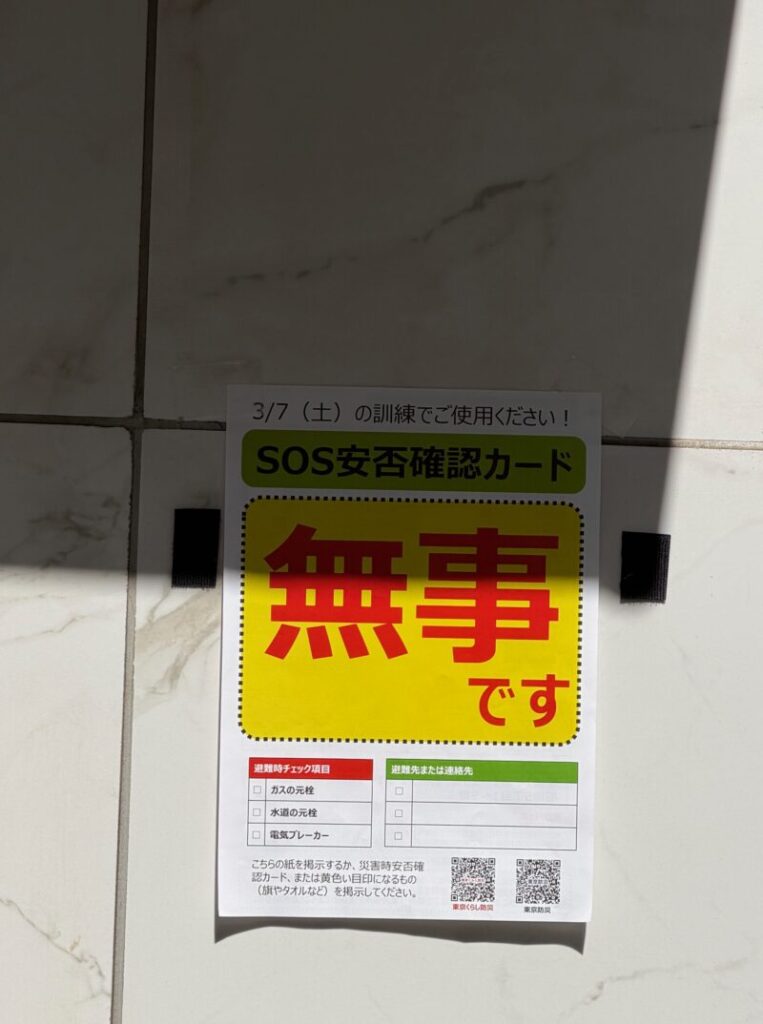 3/7（土）の訓練でご使用ください！
SOS安否確認カード
無事
です
避難時チェック項目
□ ガスの元栓
□ 水道の元栓
□ 電気ブレーカー
避難先または連絡先
□
□
□
こちらの紙を掲示するか、災害時安否確
認カード、または黄色い目印になるもの
（旗やタオルなど）を掲示してください。
東京くらし防災
東京防災